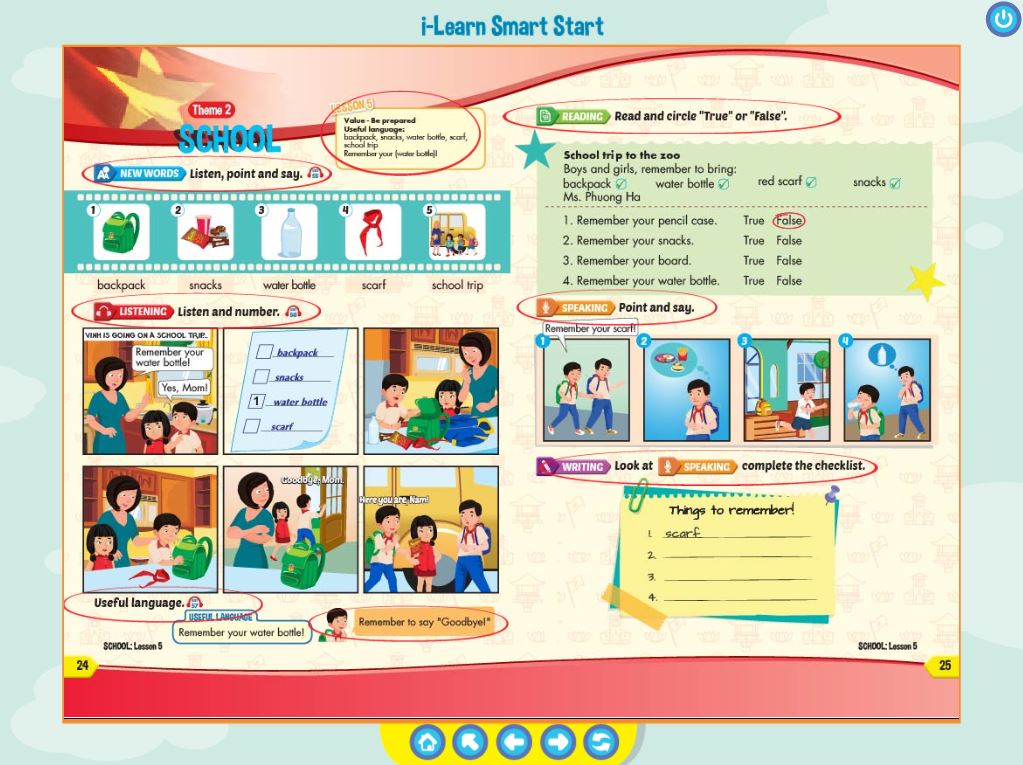 i-Learn Smart Start
Theme 2
SCHOOL
LESSON 5
Value - Be prepared
Useful language:
backpack, snacks, water bottle, scarf,
school trip
Remember your (water bottle)!
NEW WORDS Listen, point and say.
1 2 3 4 5
backpack snacks water bottle scarf school trip
LISTENING Listen and number.
VINH IS GOING ON A SCHOOL TRIP...
Remember your
water bottle!
Yes, Mom!
backpack
snacks
1 water bottle
scarf
Goodbye, Mom.
Here you are, Nam!
Useful language.
USEFUL LANGUAGE
Remember your water bottle!
Remember to say "Goodbye!"
SCHOOL: Lesson 5
24
READING Read and circle "True" or "False".
School trip to the zoo
Boys and girls, remember to bring:
backpack water bottle red scarf snacks
Ms. Phuong Ha
1. Remember your pencil case. True False
2. Remember your snacks. True False
3. Remember your board. True False
4. Remember your water bottle. True False
SPEAKING Point and say.
Remember your scarf!
1 2 3 4
WRITING Look at SPEAKING complete the checklist.
Things to remember!
1. scarf
2.
3.
4.
SCHOOL: Lesson 5
25